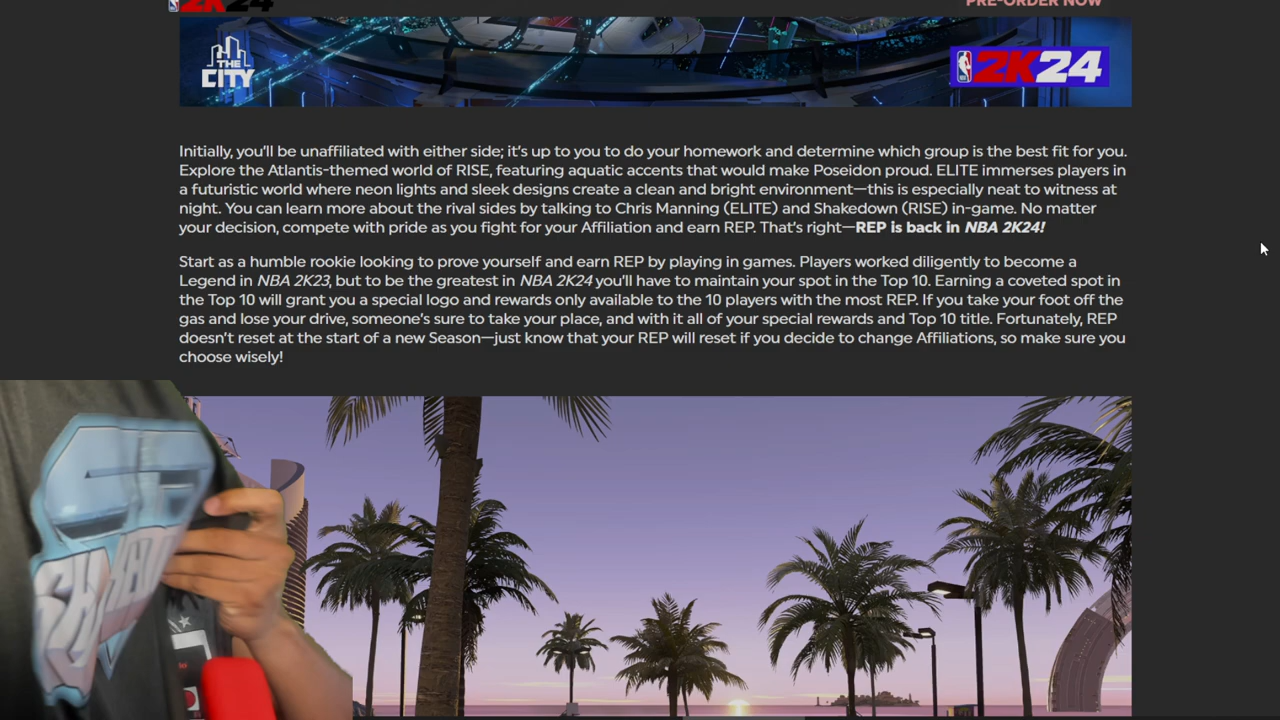 2K24
PRE-ORDER NOW
THE
CITY
2K24
Initially, you'll be unaffiliated with either side; it's up to you to do your homework and determine which group is the best fit for you.
Explore the Atlantis-themed world of RISE, featuring aquatic accents that would make Poseidon proud. ELITE immerses players in
a futuristic world where neon lights and sleek designs create a clean and bright environment—this is especially neat to witness at
night. You can learn more about the rival sides by talking to Chris Manning (ELITE) and Shakedown (RISE) in-game. No matter
your decision, compete with pride as you fight for your Affiliation and earn REP. That's right—REP is back in NBA 2K24!
Start as a humble rookie looking to prove yourself and earn REP by playing in games. Players worked diligently to become a
Legend in NBA 2K23, but to be the greatest in NBA 2K24 you'll have to maintain your spot in the Top 10. Earning a coveted spot in
the Top 10 will grant you a special logo and rewards only available to the 10 players with the most REP. If you take your foot off the
gas and lose your drive, someone's sure to take your place, and with it all of your special rewards and Top 10 title. Fortunately, REP
doesn't reset at the start of a new Season—just know that your REP will reset if you decide to change Affiliations, so make sure you
choose wisely!